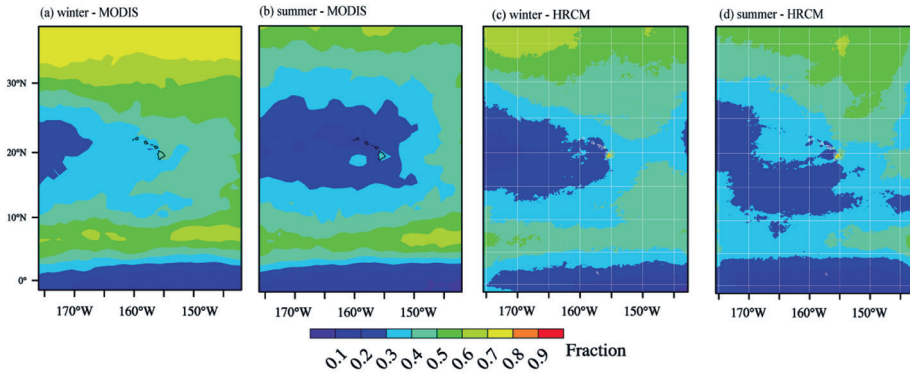 (a) winter - MODIS
(b) summer - MODIS
(c) winter - HRCM
(d) summer - HRCM
30°N
20°N
10°N
0°
170°W 160°W 150°W
170°W 160°W 150°W
170°W 160°W 150°W
170°W 160°W 150°W
0.1 0.2 0.3 0.4 0.5 0.6 0.7 0.8 0.9 Fraction